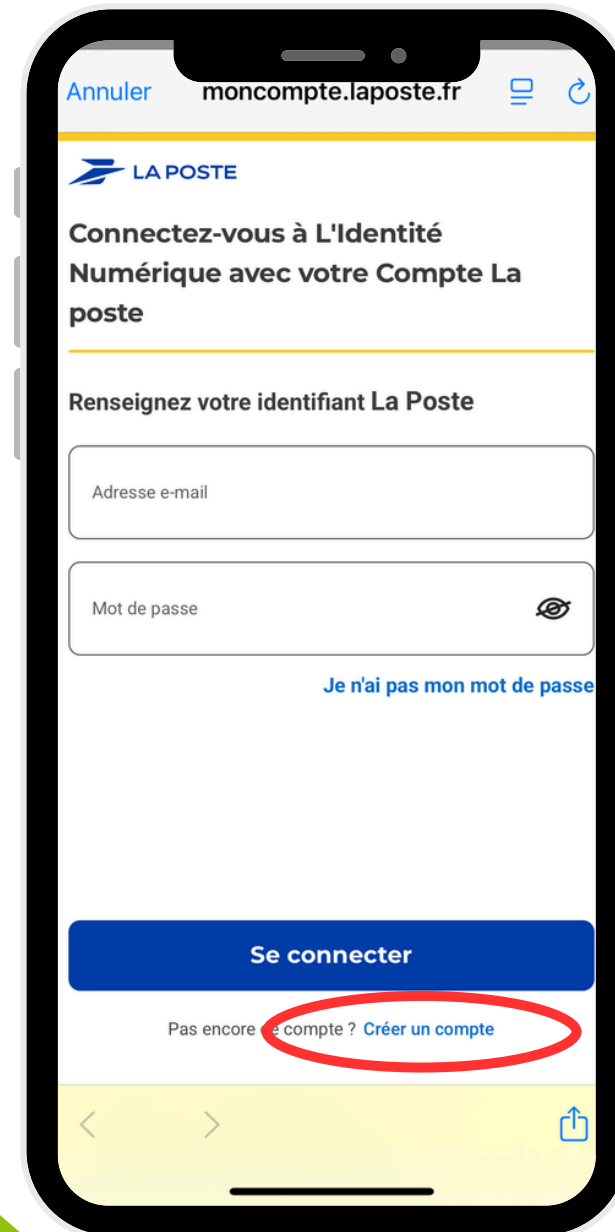 Annuler moncompte.laposte.fr
LA POSTE
Connectez-vous à L'Identité
Numérique avec votre Compte La
poste
Renseignez votre identifiant La Poste
Adresse e-mail
Mot de passe
Je n'ai pas mon mot de passe
Se connecter
Pas encore de compte ? Créer un compte